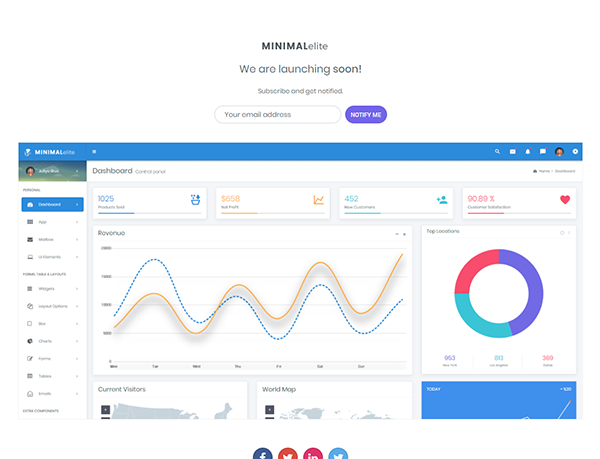 MINIMALelite
We are launching soon!
Subscribe and get notified.
Your email address
NOTIFY ME
MINIMALelite
Dashboard Control panel
Home Dashboard
PERSONAL
Dashboard
App
Mailbox
UI Elements
FORMS, TABLE & LAYOUTS
Widgets
Layout Options
Box
Charts
Forms
Tables
Emails
EXTRA COMPONENTS
1025
Products Sold
$658
Net Profit
452
New Customers
90.89 %
Customer Satisfaction
Revenue
20000
15000
10000
5000
0
Mon
Tue
Wed
Thu
Fri
Sat
Sun
Top Locations
953
New York
813
Los Angeles
369
Dallas
Current Visitors
World Map
TODAY